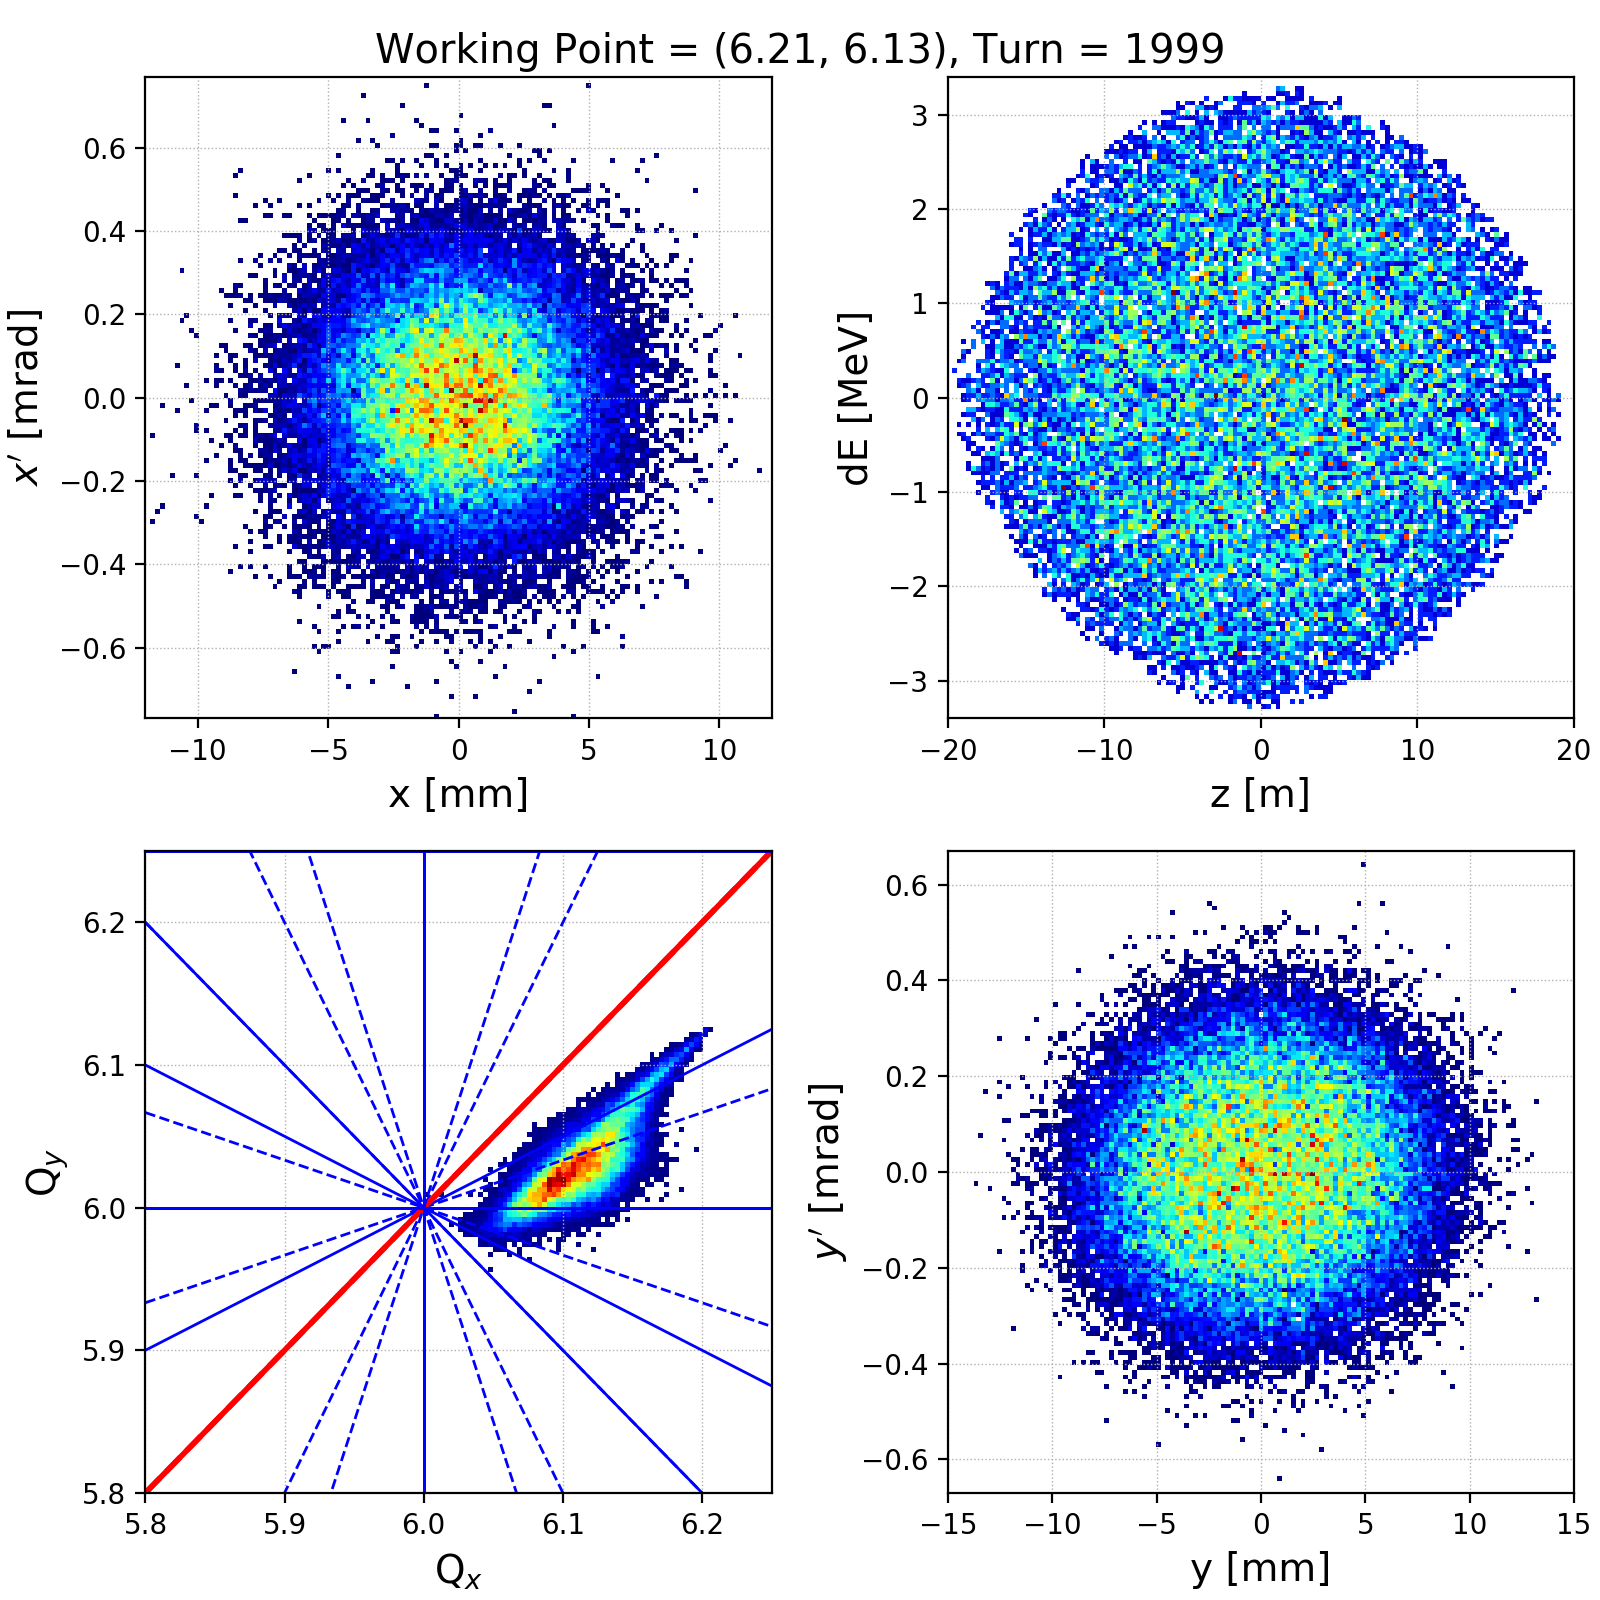 Working Point = (6.21, 6.13), Turn = 1999
0.6
0.4
0.2
0.0
−0.2
−0.4
−0.6
x′ [mrad]
−10 −5 0 5 10
x [mm]
3
2
1
0
−1
−2
−3
dE [MeV]
−20 −10 0 10 20
z [m]
6.2
6.1
6.0
5.9
5.8
Qy
5.8 5.9 6.0 6.1 6.2
Qx
0.6
0.4
0.2
0.0
−0.2
−0.4
−0.6
y′ [mrad]
−15 −10 −5 0 5 10 15
y [mm]